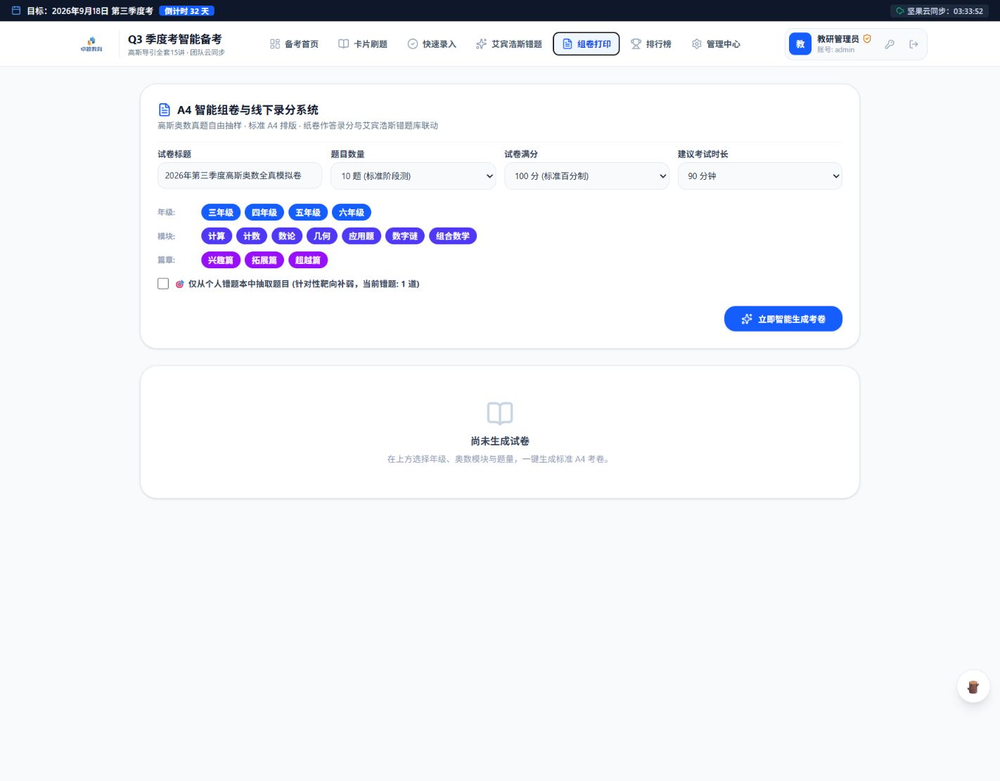 目标：2026年9月18日 第三季度考 倒计时 32 天 坚果云同步：03:33:52
卓越教育
Q3 季度考智能备考
高斯导引全套15讲 · 团队云同步
备考首页 卡片刷题 快速录入 艾宾浩斯错题 组卷打印 排行榜 管理中心
教 教研管理员
账号: admin
A4 智能组卷与线下录分系统
高斯奥数真题自由抽样 · 标准 A4 排版 · 纸卷作答录分与艾宾浩斯错题库联动
试卷标题 题目数量 试卷满分 建议考试时长
2026年第三季度高斯奥数全真模拟卷 10 题 (标准阶段测) 100 分 (标准百分制) 90 分钟
年级: 三年级 四年级 五年级 六年级
模块: 计算 计数 数论 几何 应用题 数字谜 组合数学
篇章: 兴趣篇 拓展篇 超越篇
🎯 仅从个人错题本中抽取题目 (针对性靶向补弱，当前错题: 1 道)
立即智能生成考卷
尚未生成试卷
在上方选择年级、奥数模块与题量，一键生成标准 A4 考卷。